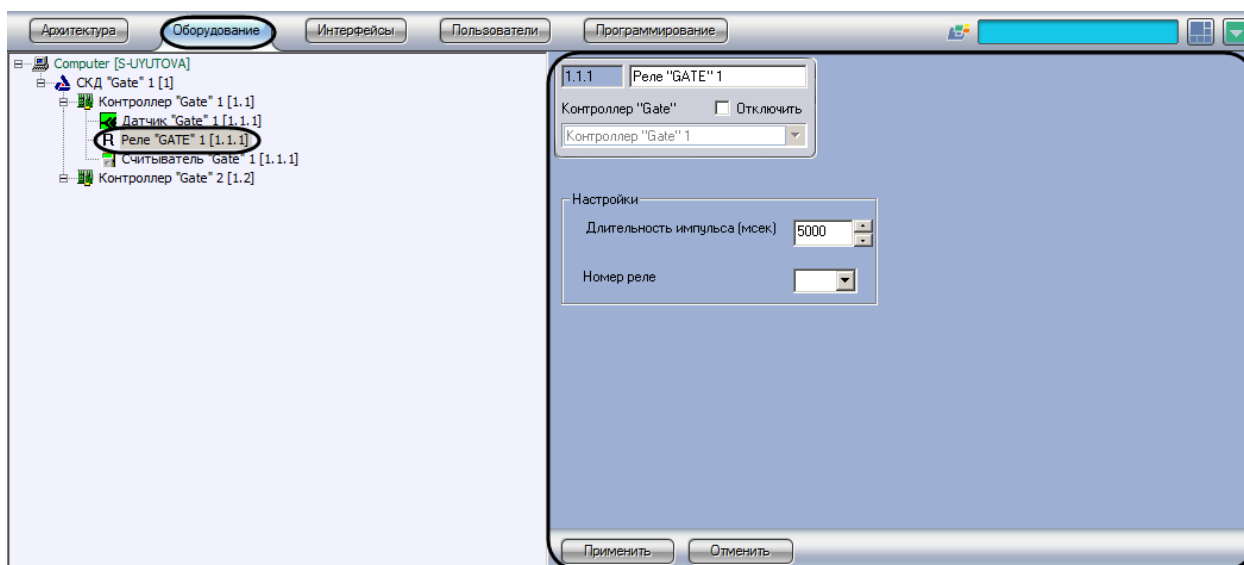 Архитектура Оборудование Интерфейсы Пользователи Программирование
Computer [S-UYUTOVA]
СКД "Gate" 1 [1]
Контроллер "Gate" 1 [1.1]
Датчик "Gate" 1 [1.1.1]
R Реле "GATE" 1 [1.1.1]
Считыватель "Gate" 1 [1.1.1]
Контроллер "Gate" 2 [1.2]
1.1.1 Реле "GATE" 1
Контроллер "Gate" Отключить
Контроллер "Gate" 1
Настройки
Длительность импульса (мсек) 5000
Номер реле
Применить Отменить